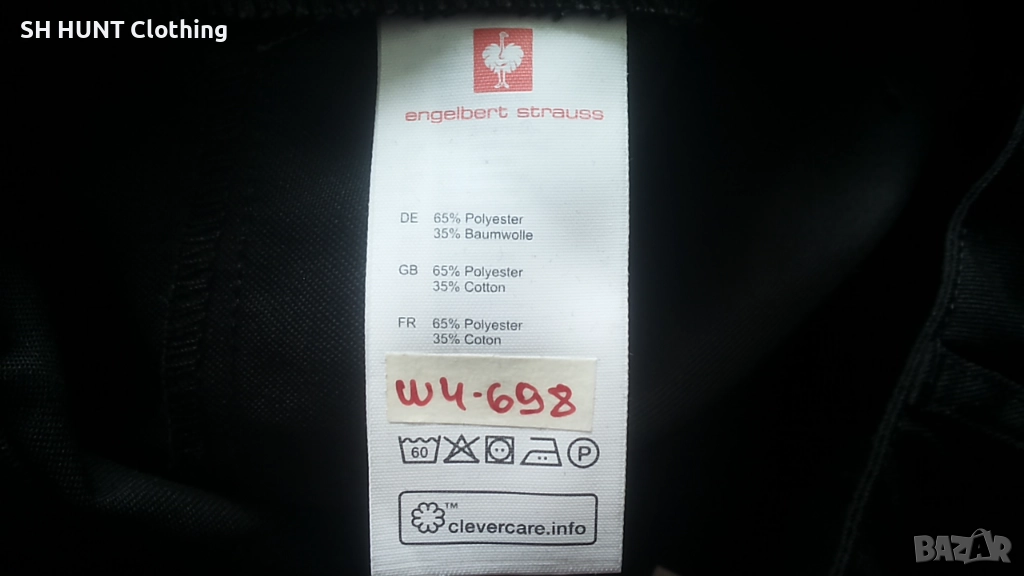 SH HUNT Clothing
engelbert strauss
DE 65% Polyester
35% Baumwolle
GB 65% Polyester
35% Cotton
FR 65% Polyester
35% Coton
W4-698
60 P
™
clevercare.info
BAZAR